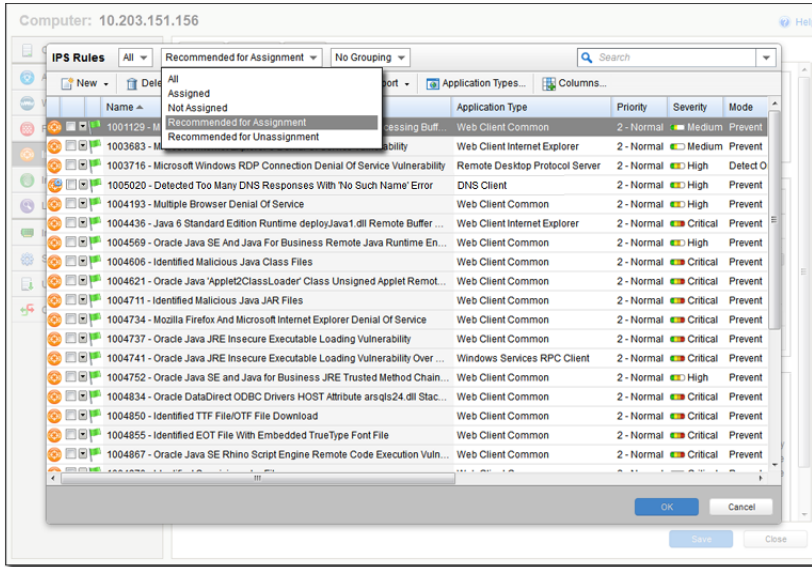 Computer: 10.203.151.156
Help
IPS Rules All Recommended for Assignment No Grouping Search
New Dele ort Application Types... Columns...
All
Assigned
Not Assigned
Recommended for Assignment
Recommended for Unassignment
Name Application Type Priority Severity Mode
1001129 - M cessing Buff... Web Client Common 2 - Normal Medium Prevent
1003683 - M ability Web Client Internet Explorer 2 - Normal Medium Prevent
1003716 - Microsoft Windows RDP Connection Denial Of Service Vulnerability Remote Desktop Protocol Server 2 - Normal High Detect O
1005020 - Detected Too Many DNS Responses With 'No Such Name' Error DNS Client 2 - Normal High Prevent
1004193 - Multiple Browser Denial Of Service Web Client Common 2 - Normal High Prevent
1004436 - Java 6 Standard Edition Runtime deployJava1.dll Remote Buffer ... Web Client Internet Explorer 2 - Normal Critical Prevent
1004569 - Oracle Java SE And Java For Business Remote Java Runtime En... Web Client Common 2 - Normal High Prevent
1004606 - Identified Malicious Java Class Files Web Client Common 2 - Normal Critical Prevent
1004621 - Oracle Java 'Applet2ClassLoader' Class Unsigned Applet Remot... Web Client Common 2 - Normal Critical Prevent
1004711 - Identified Malicious Java JAR Files Web Client Common 2 - Normal Critical Prevent
1004734 - Mozilla Firefox And Microsoft Internet Explorer Denial Of Service Web Client Common 2 - Normal Critical Prevent
1004737 - Oracle Java JRE Insecure Executable Loading Vulnerability Web Client Common 2 - Normal Critical Prevent
1004741 - Oracle Java JRE Insecure Executable Loading Vulnerability Over ... Windows Services RPC Client 2 - Normal Critical Prevent
1004752 - Oracle Java SE and Java for Business JRE Trusted Method Chain... Web Client Common 2 - Normal High Prevent
1004834 - Oracle DataDirect ODBC Drivers HOST Attribute arsqls24.dll Stac... Web Client Common 2 - Normal Critical Prevent
1004850 - Identified TTF File/OTF File Download Web Client Common 2 - Normal Critical Prevent
1004855 - Identified EOT File With Embedded TrueType Font File Web Client Common 2 - Normal Critical Prevent
1004867 - Oracle Java SE Rhino Script Engine Remote Code Execution Vuln... Web Client Common 2 - Normal Critical Prevent
OK Cancel
Save Close